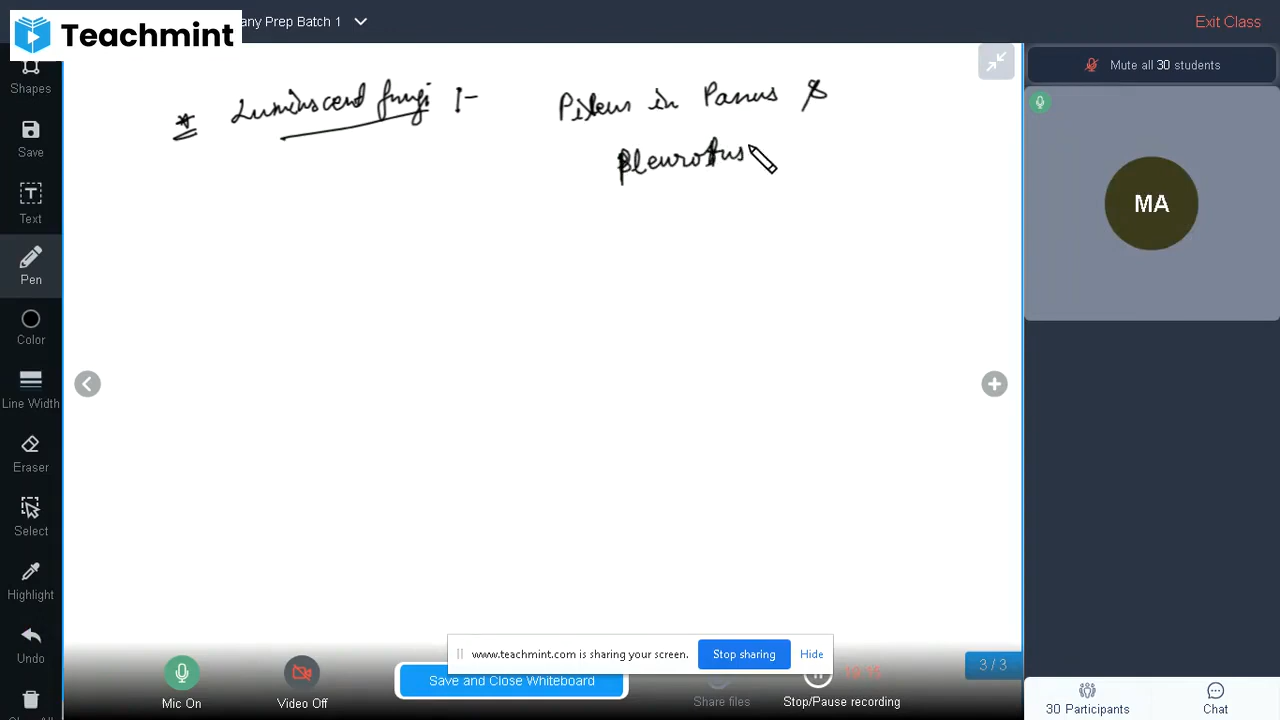 Teachmint
any Prep Batch 1
Exit Class
Mute all 30 students
Shapes
Save
Text
Pen
Color
Line Width
Eraser
Select
Highlight
Undo
* Luminscend fungi :- Pileus in Panus &
Pleurotus
MA
www.teachmint.com is sharing your screen.
Stop sharing
Hide
3 / 3
Mic On
Video Off
Save and Close Whiteboard
Share files
Stop/Pause recording
30 Participants
Chat